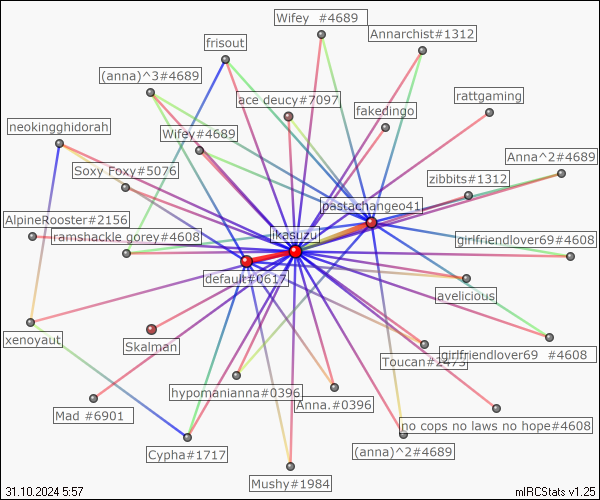 Wifey  #4689
Annarchist#1312
frisout
(anna)^3#4689
ace deucy#7097
rattgaming
fakedingo
neokingghidorah
Wifey#4689
Anna^2#4689
Soxy Foxy#5076
zibbits#1312
pastachangeo41
AlpineRooster#2156
ramshackle gorey#4608
ikasuzu
girlfriendlover69#4608
default#0617
avelicious
xenoyaut
Skalman
Toucan#2473
girlfriendlover69  #4608
hypomanianna#0396
Anna.#0396
Mad #6901
no cops no laws no hope#4608
Cypha#1717
(anna)^2#4689
Mushy#1984
31.10.2024 5:57
mIRCStats v1.25